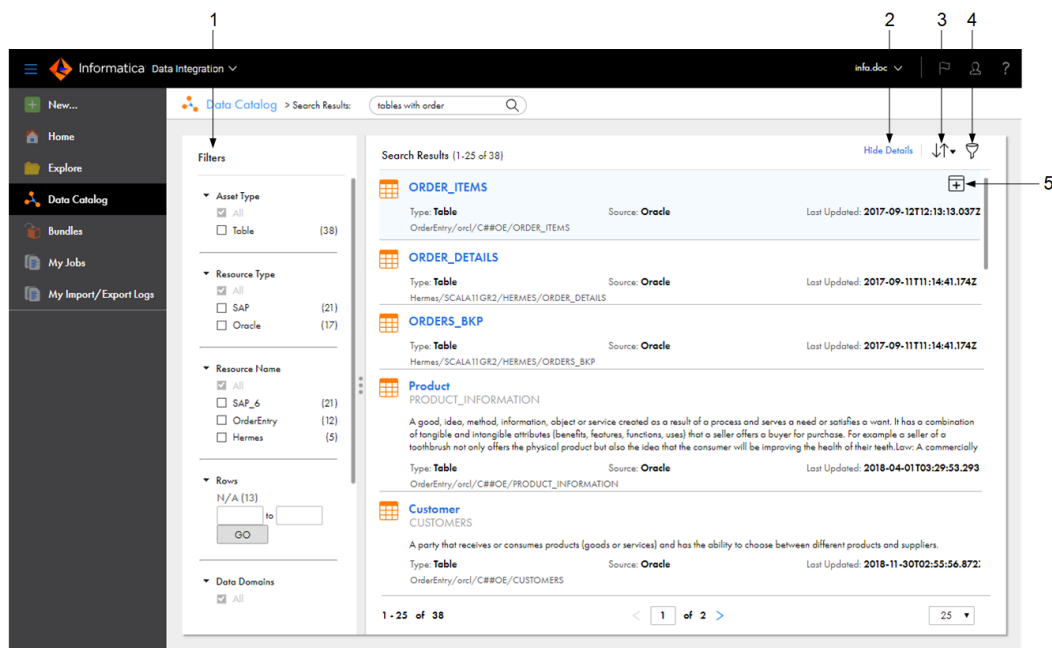 1
2
3
4
Informatica Data Integration
infa.doc
?
New...
Data Catalog > Search Results:
tables with order
Home
Explore
Data Catalog
Bundles
My Jobs
My Import/Export Logs
Filters
Asset Type
All
Table (38)
Resource Type
All
SAP (21)
Oracle (17)
Resource Name
All
SAP_6 (21)
OrderEntry (12)
Hermes (5)
Rows
N/A (13)
to
GO
Data Domains
All
Search Results (1-25 of 38)
Hide Details
5
ORDER_ITEMS
Type: Table Source: Oracle Last Updated: 2017-09-12T12:13:13.037Z
OrderEntry/orcl/C##OE/ORDER_ITEMS
ORDER_DETAILS
Type: Table Source: Oracle Last Updated: 2017-09-11T11:14:41.174Z
Hermes/SCALA11GR2/HERMES/ORDER_DETAILS
ORDERS_BKP
Type: Table Source: Oracle Last Updated: 2017-09-11T11:14:41.174Z
Hermes/SCALA11GR2/HERMES/ORDERS_BKP
Product
PRODUCT_INFORMATION
A good, idea, method, information, object or service created as a result of a process and serves a need or satisfies a want. It has a combination
of tangible and intangible attributes (benefits, features, functions, uses) that a seller offers a buyer for purchase. For example a seller of a
toothbrush not only offers the physical product but also the idea that the consumer will be improving the health of their teeth.Law: A commercially
Type: Table Source: Oracle Last Updated: 2018-04-01T03:29:53.293
OrderEntry/orcl/C##OE/PRODUCT_INFORMATION
Customer
CUSTOMERS
A party that receives or consumes products (goods or services) and has the ability to choose between different products and suppliers.
Type: Table Source: Oracle Last Updated: 2018-11-30T02:55:56.872
OrderEntry/orcl/C##OE/CUSTOMERS
1 - 25 of 38
< 1 of 2 >
25